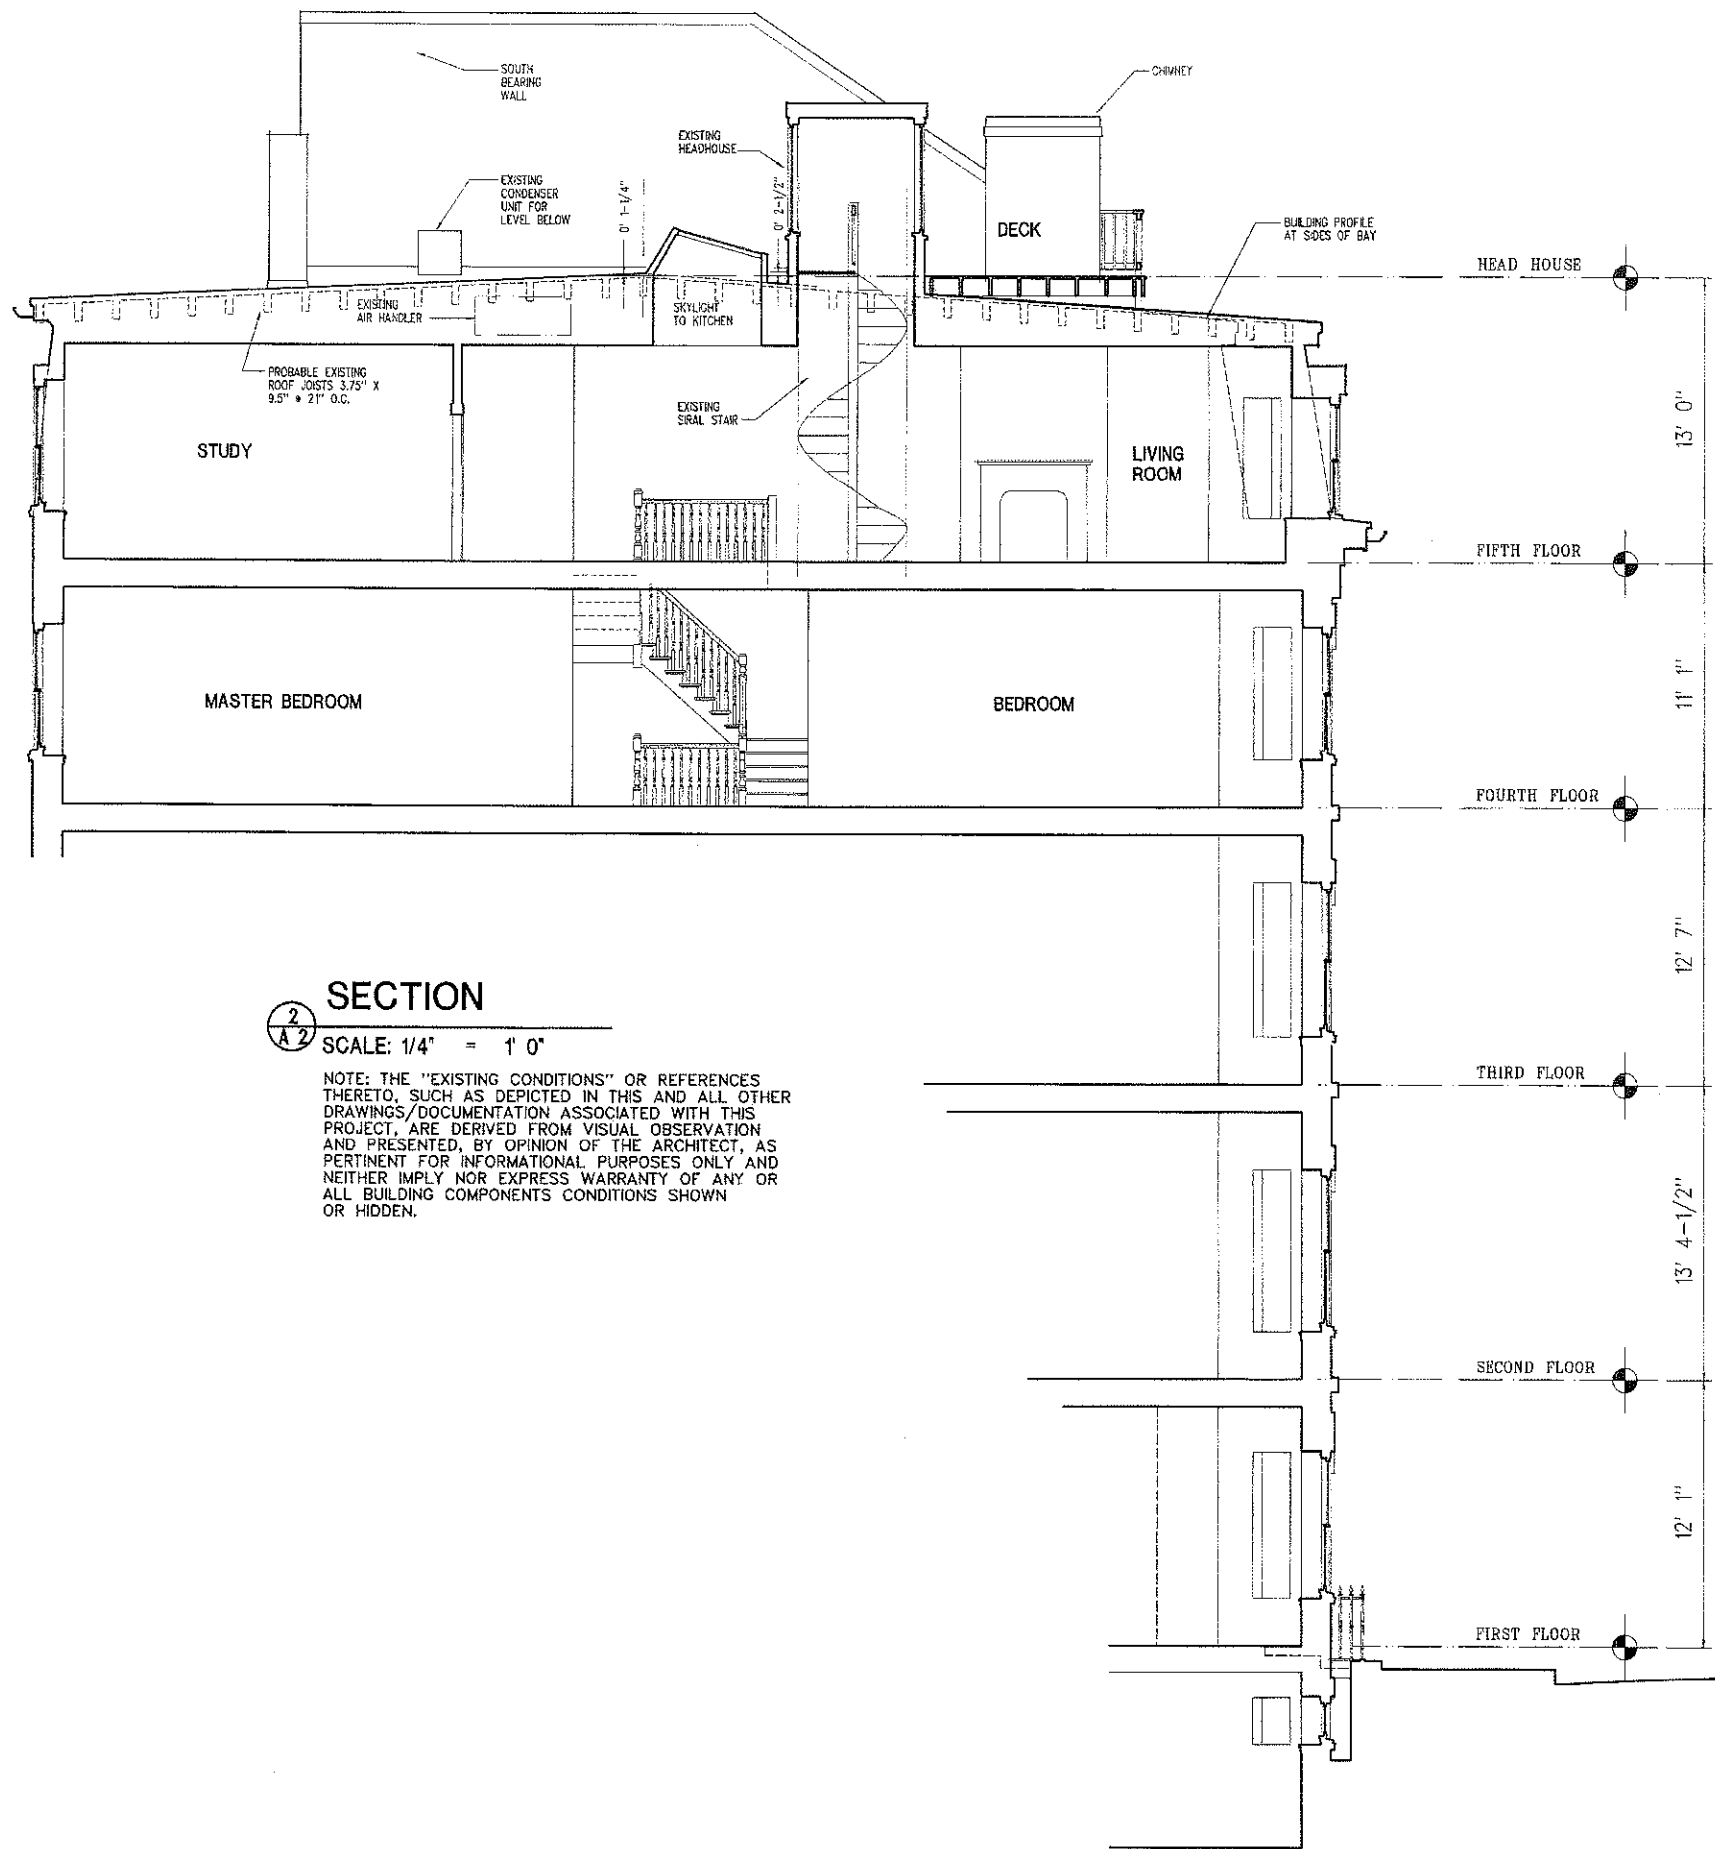 SOUTH
BEARING
WALL
CHIMNEY
EXISTING
HEADHOUSE
EXISTING
CONDENSER
UNIT FOR
LEVEL BELOW
0' 1-1/4"
0' 2-1/2"
DECK
BUILDING PROFILE
AT SIDES OF BAY
HEAD HOUSE
EXISTING
AIR HANDLER
SKYLIGHT
TO KITCHEN
PROBABLE EXISTING
ROOF JOISTS 3.75" X
9.5" @ 21" O.C.
EXISTING
SIRAL STAIR
STUDY
LIVING
ROOM
13' 0"
FIFTH FLOOR
MASTER BEDROOM
BEDROOM
11' 1"
FOURTH FLOOR
12' 7"
SECTION
2
A 2
SCALE: 1/4" = 1' 0"
NOTE: THE "EXISTING CONDITIONS" OR REFERENCES
THERETO, SUCH AS DEPICTED IN THIS AND ALL OTHER
DRAWINGS/DOCUMENTATION ASSOCIATED WITH THIS
PROJECT, ARE DERIVED FROM VISUAL OBSERVATION
AND PRESENTED, BY OPINION OF THE ARCHITECT, AS
PERTINENT FOR INFORMATIONAL PURPOSES ONLY AND
NEITHER IMPLY NOR EXPRESS WARRANTY OF ANY OR
ALL BUILDING COMPONENTS CONDITIONS SHOWN
OR HIDDEN.
THIRD FLOOR
13' 4-1/2"
SECOND FLOOR
12' 1"
FIRST FLOOR